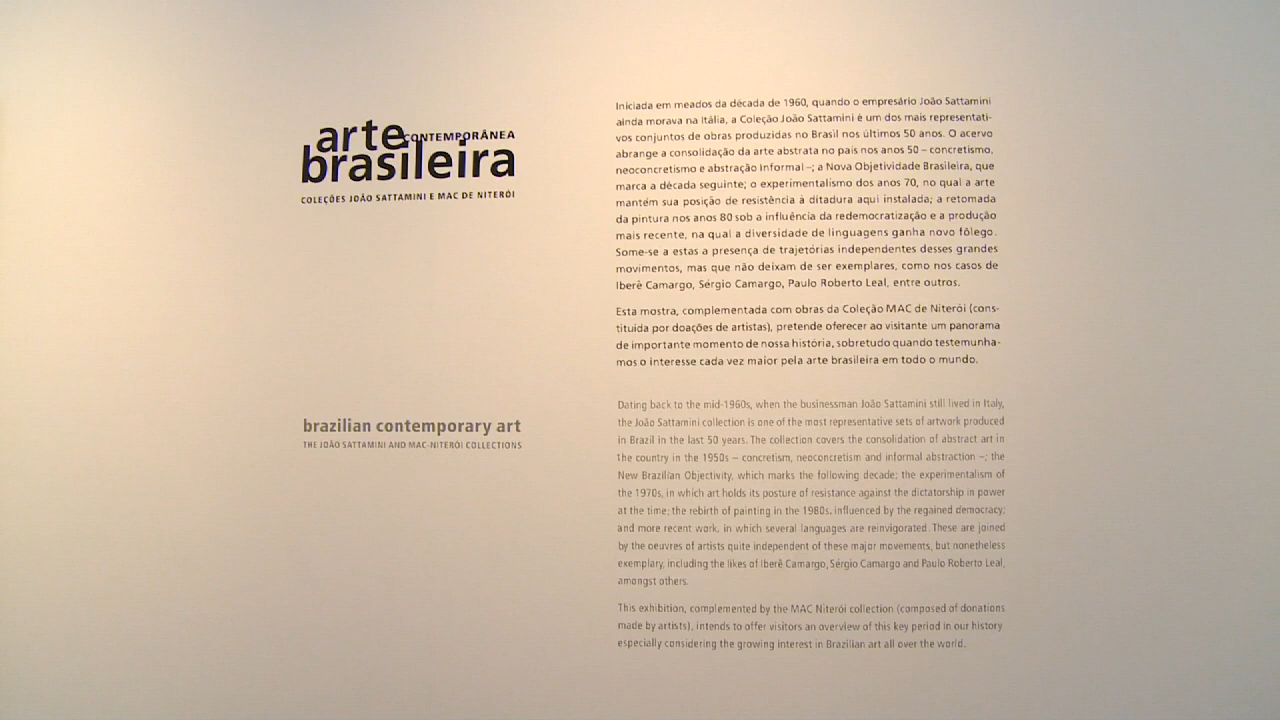 arte CONTEMPORÂNEA
brasileira
COLEÇÕES JOÃO SATTAMINI E MAC DE NITERÓI
Iniciada em meados da década de 1960, quando o empresário João Sattamini
ainda morava na Itália, a Coleção João Sattamini é um dos mais representati-
vos conjuntos de obras produzidas no Brasil nos últimos 50 anos. O acervo
abrange a consolidação da arte abstrata no país nos anos 50 – concretismo,
neoconcretismo e abstração informal –; a Nova Objetividade Brasileira, que
marca a década seguinte; o experimentalismo dos anos 70, no qual a arte
mantém sua posição de resistência à ditadura aqui instalada; a retomada
da pintura nos anos 80 sob a influência da redemocratização e a produção
mais recente, na qual a diversidade de linguagens ganha novo fôlego.
Some-se a estas a presença de trajetórias independentes desses grandes
movimentos, mas que não deixam de ser exemplares, como nos casos de
Iberê Camargo, Sérgio Camargo, Paulo Roberto Leal, entre outros.
Esta mostra, complementada com obras da Coleção MAC de Niterói (cons-
tituída por doações de artistas), pretende oferecer ao visitante um panorama
de importante momento de nossa história, sobretudo quando testemunha-
mos o interesse cada vez maior pela arte brasileira em todo o mundo.
brazilian contemporary art
THE JOÃO SATTAMINI AND MAC-NITERÓI COLLECTIONS
Dating back to the mid-1960s, when the businessman João Sattamini still lived in Italy,
the João Sattamini collection is one of the most representative sets of artwork produced
in Brazil in the last 50 years. The collection covers the consolidation of abstract art in
the country in the 1950s – concretism, neoconcretism and informal abstraction –; the
New Brazilian Objectivity, which marks the following decade; the experimentalism of
the 1970s, in which art holds its posture of resistance against the dictatorship in power
at the time; the rebirth of painting in the 1980s, influenced by the regained democracy;
and more recent work, in which several languages are reinvigorated. These are joined
by the oeuvres of artists quite independent of these major movements, but nonetheless
exemplary, including the likes of Iberê Camargo, Sérgio Camargo and Paulo Roberto Leal,
amongst others.
This exhibition, complemented by the MAC Niterói collection (composed of donations
made by artists), intends to offer visitors an overview of this key period in our history
especially considering the growing interest in Brazilian art all over the world.